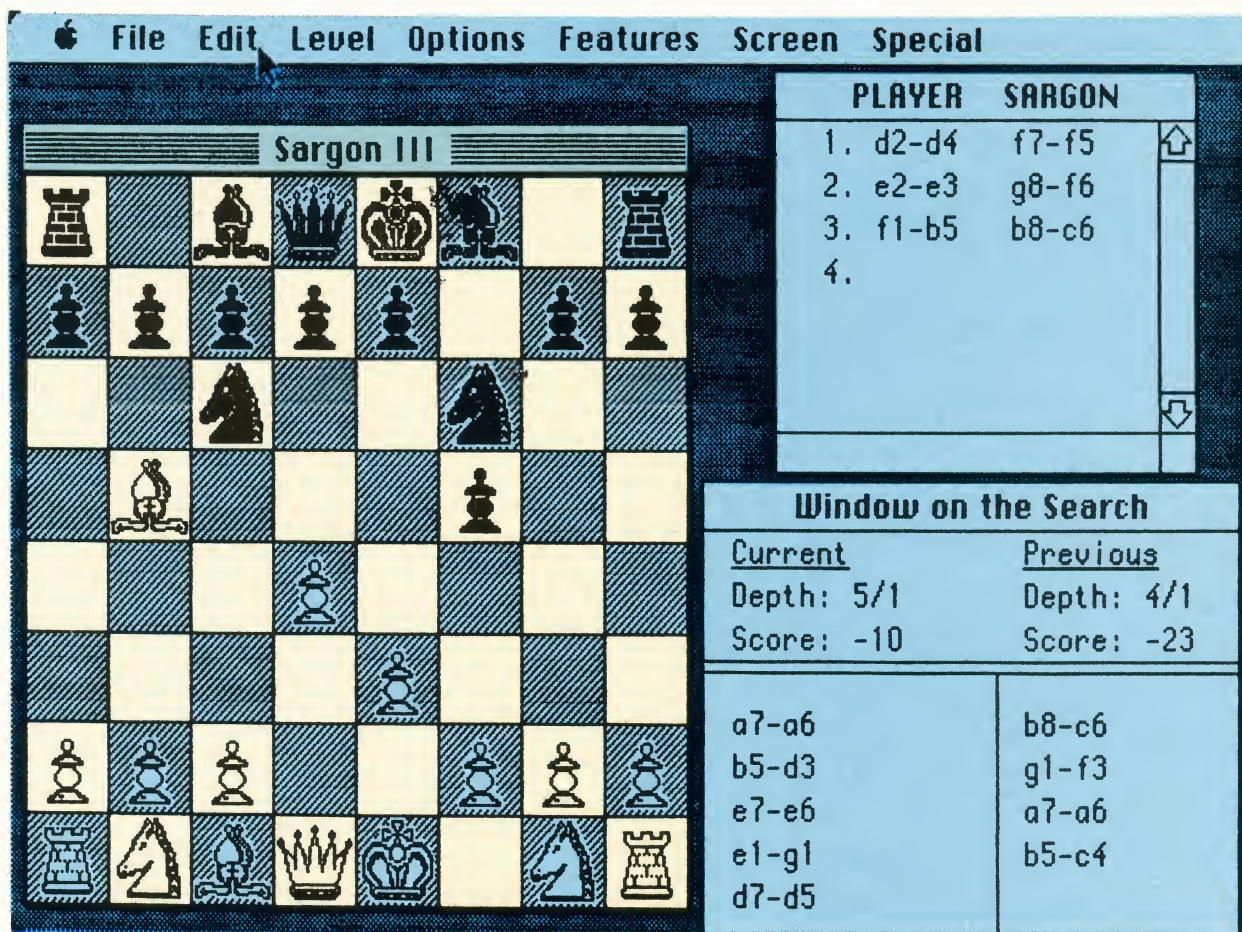 File Edit Level Options Features Screen Special
Sargon III
PLAYER SARGON
1. d2-d4 f7-f5
2. e2-e3 g8-f6
3. f1-b5 b8-c6
4.
Window on the Search
Current Previous
Depth: 5/1 Depth: 4/1
Score: -10 Score: -23
a7-a6 b8-c6
b5-d3 g1-f3
e7-e6 a7-a6
e1-g1 b5-c4
d7-d5